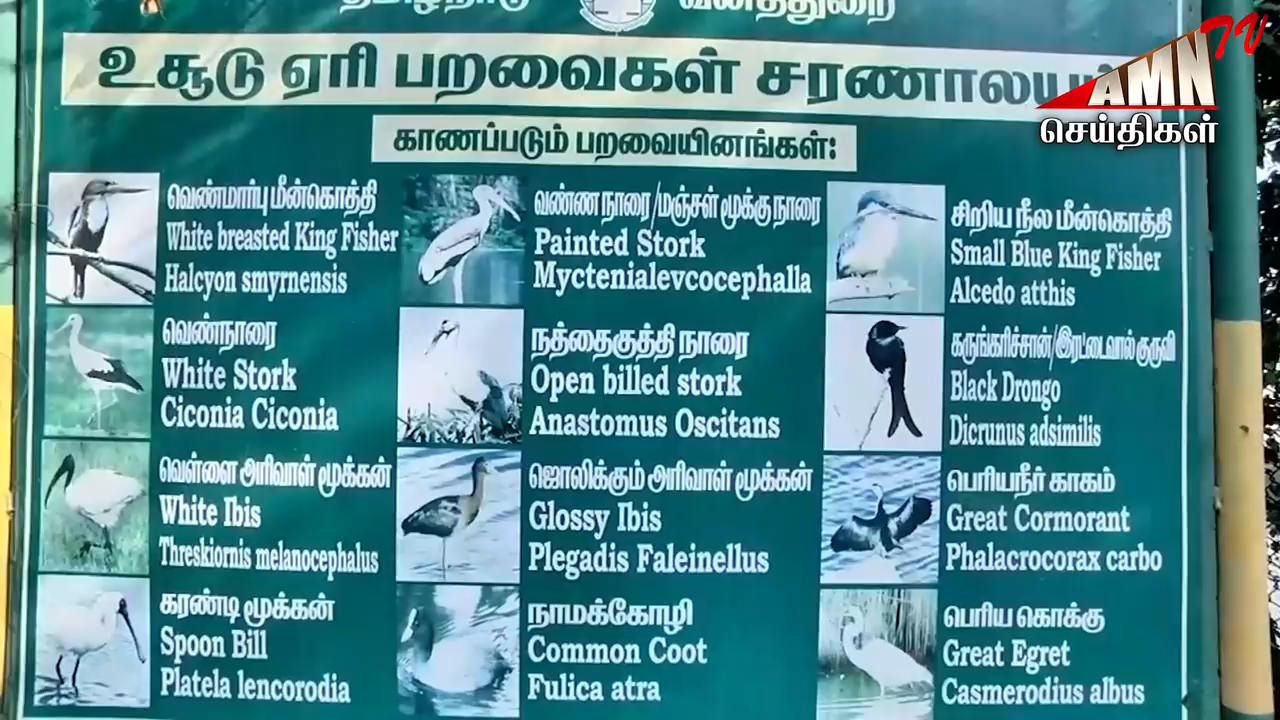 தமிழ்நாடு வனத்துறை
உசூடு ஏரி பறவைகள் சரணாலயம்
AMN TV
செய்திகள்
காணப்படும் பறவையினங்கள்:
வெண்மார்பு மீன்கொத்தி
White breasted King Fisher
Halcyon smyrnensis
வண்ண நாரை/மஞ்சள் மூக்கு நாரை
Painted Stork
Myctenialevcocephalla
சிறிய நீல மீன்கொத்தி
Small Blue King Fisher
Alcedo atthis
வெண்நாரை
White Stork
Ciconia Ciconia
நத்தைகுத்தி நாரை
Open billed stork
Anastomus Oscitans
கருங்கரிச்சான்/இரட்டைவால் குருவி
Black Drongo
Dicrunus adsimilis
வெள்ளை அரிவாள் மூக்கன்
White Ibis
Threskiornis melanocephalus
ஜொலிக்கும் அரிவாள் மூக்கன்
Glossy Ibis
Plegadis Faleinellus
பெரியநீர் காகம்
Great Cormorant
Phalacrocorax carbo
கரண்டி மூக்கன்
Spoon Bill
Platela lencorodia
நாமக்கோழி
Common Coot
Fulica atra
பெரிய கொக்கு
Great Egret
Casmerodius albus